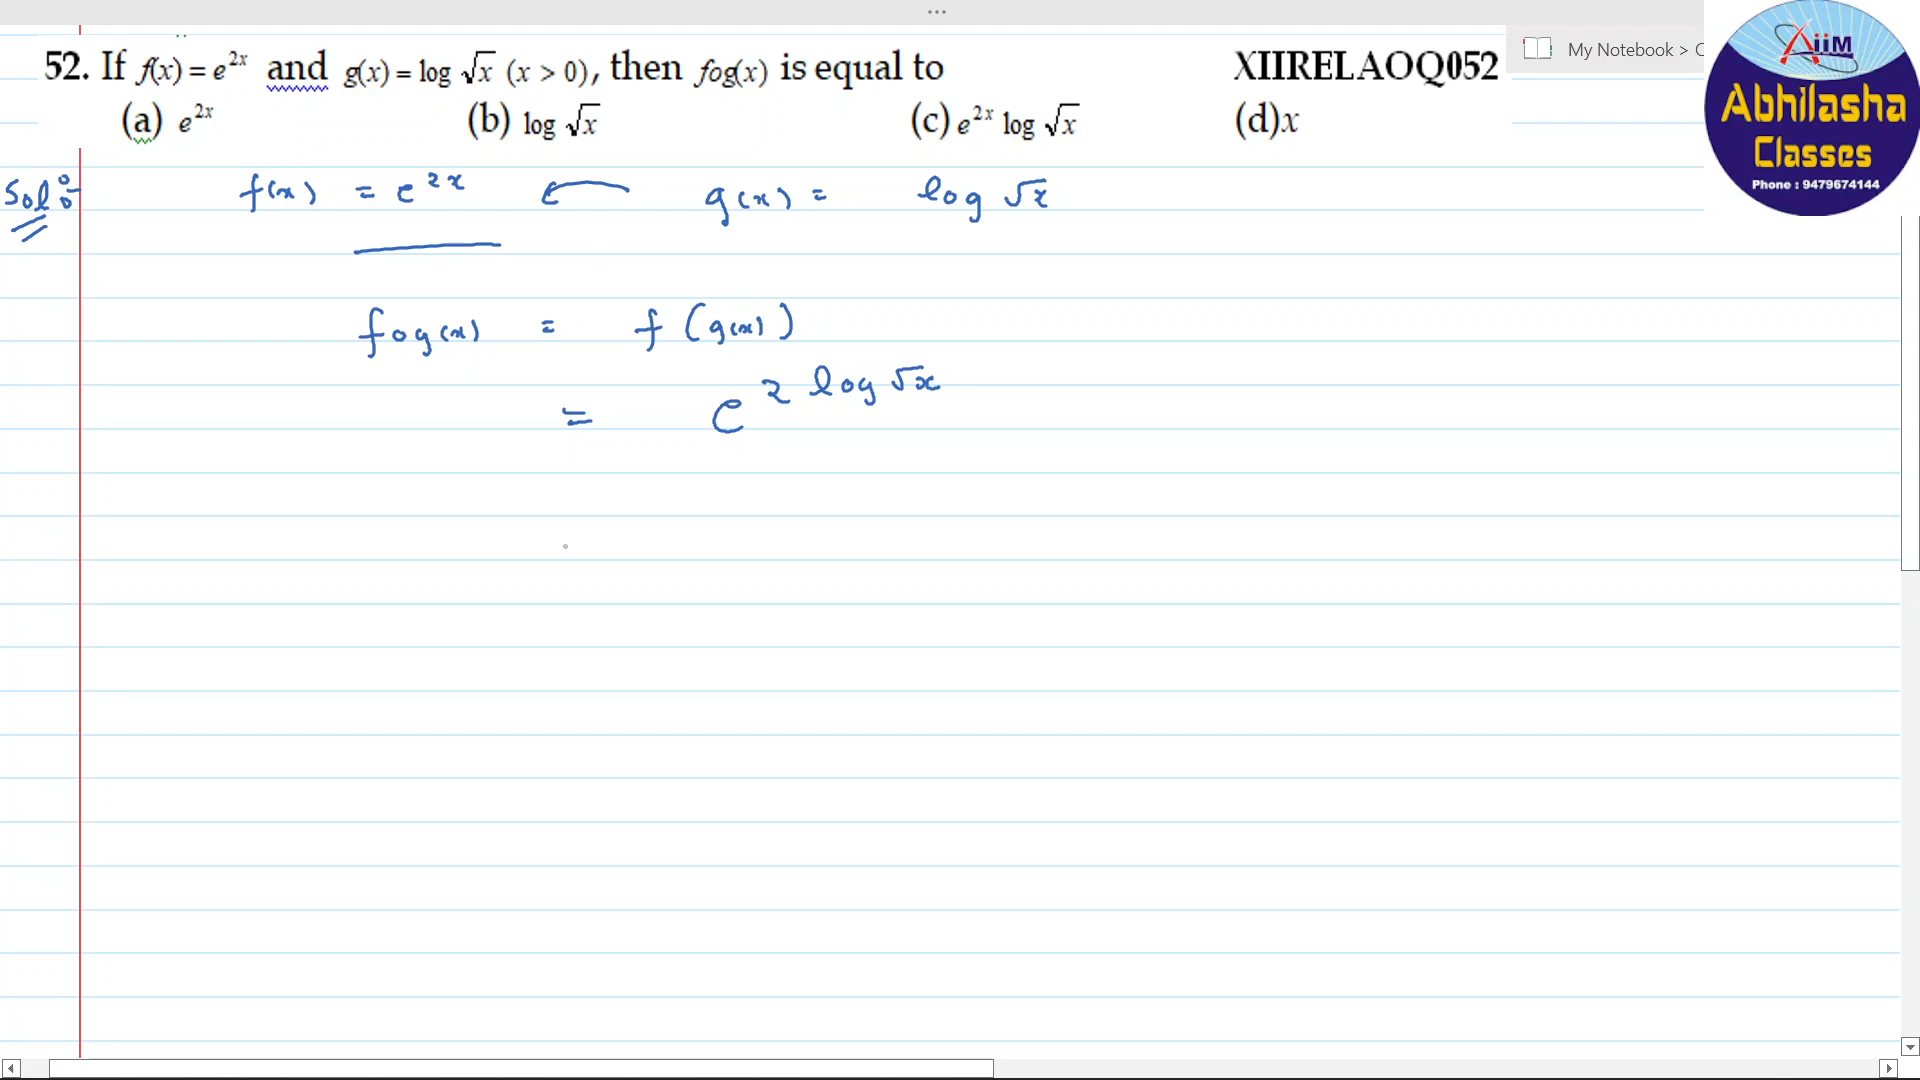 52. If f(x) = e^{2x} and g(x) = log √x (x > 0), then fog(x) is equal to XIIRELAOQ052
(a) e^{2x} (b) log √x (c) e^{2x} log √x (d) x
My Notebook > C
AiiM
Abhilasha
Classes
Phone : 9479674144
Sol:- f(x) = e^{2x} g(x) = log √x
fog(x) = f(g(x))
= e^{2 log √x}